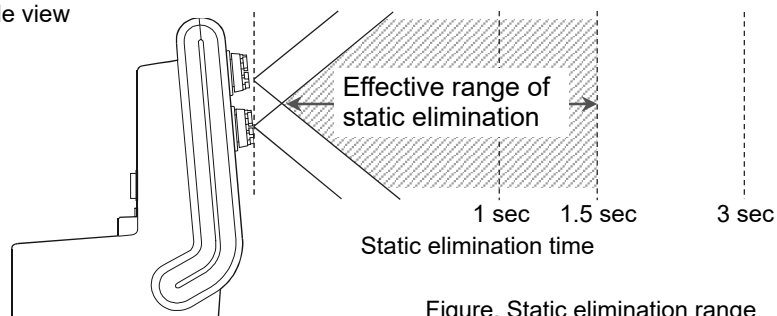 view
Effective range of
static elimination
1 sec 1.5 sec 3 sec
Static elimination time
Figure. Static elimination range